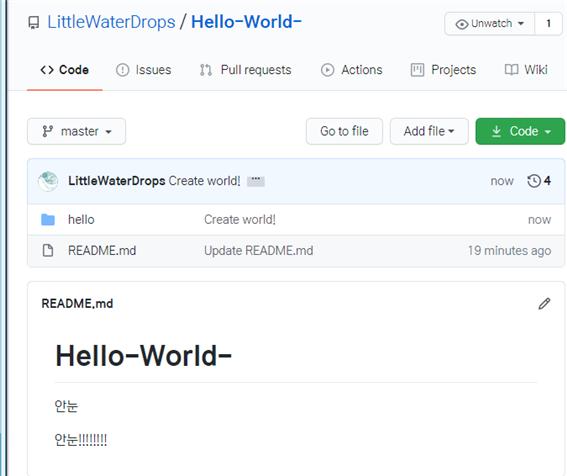 LittleWaterDrops / Hello-World-
Unwatch 1
Code Issues Pull requests Actions Projects Wiki
master Go to file Add file Code
LittleWaterDrops Create world! ... now 4
hello Create world! now
README.md Update README.md 19 minutes ago
README.md
Hello-World-
안눈
안눈!!!!!!!!